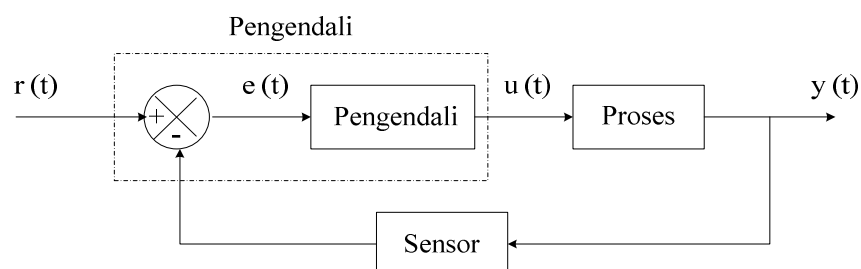 Pengendali
r (t)
+
-
e (t)
Pengendali
u (t)
Proses
y (t)
Sensor